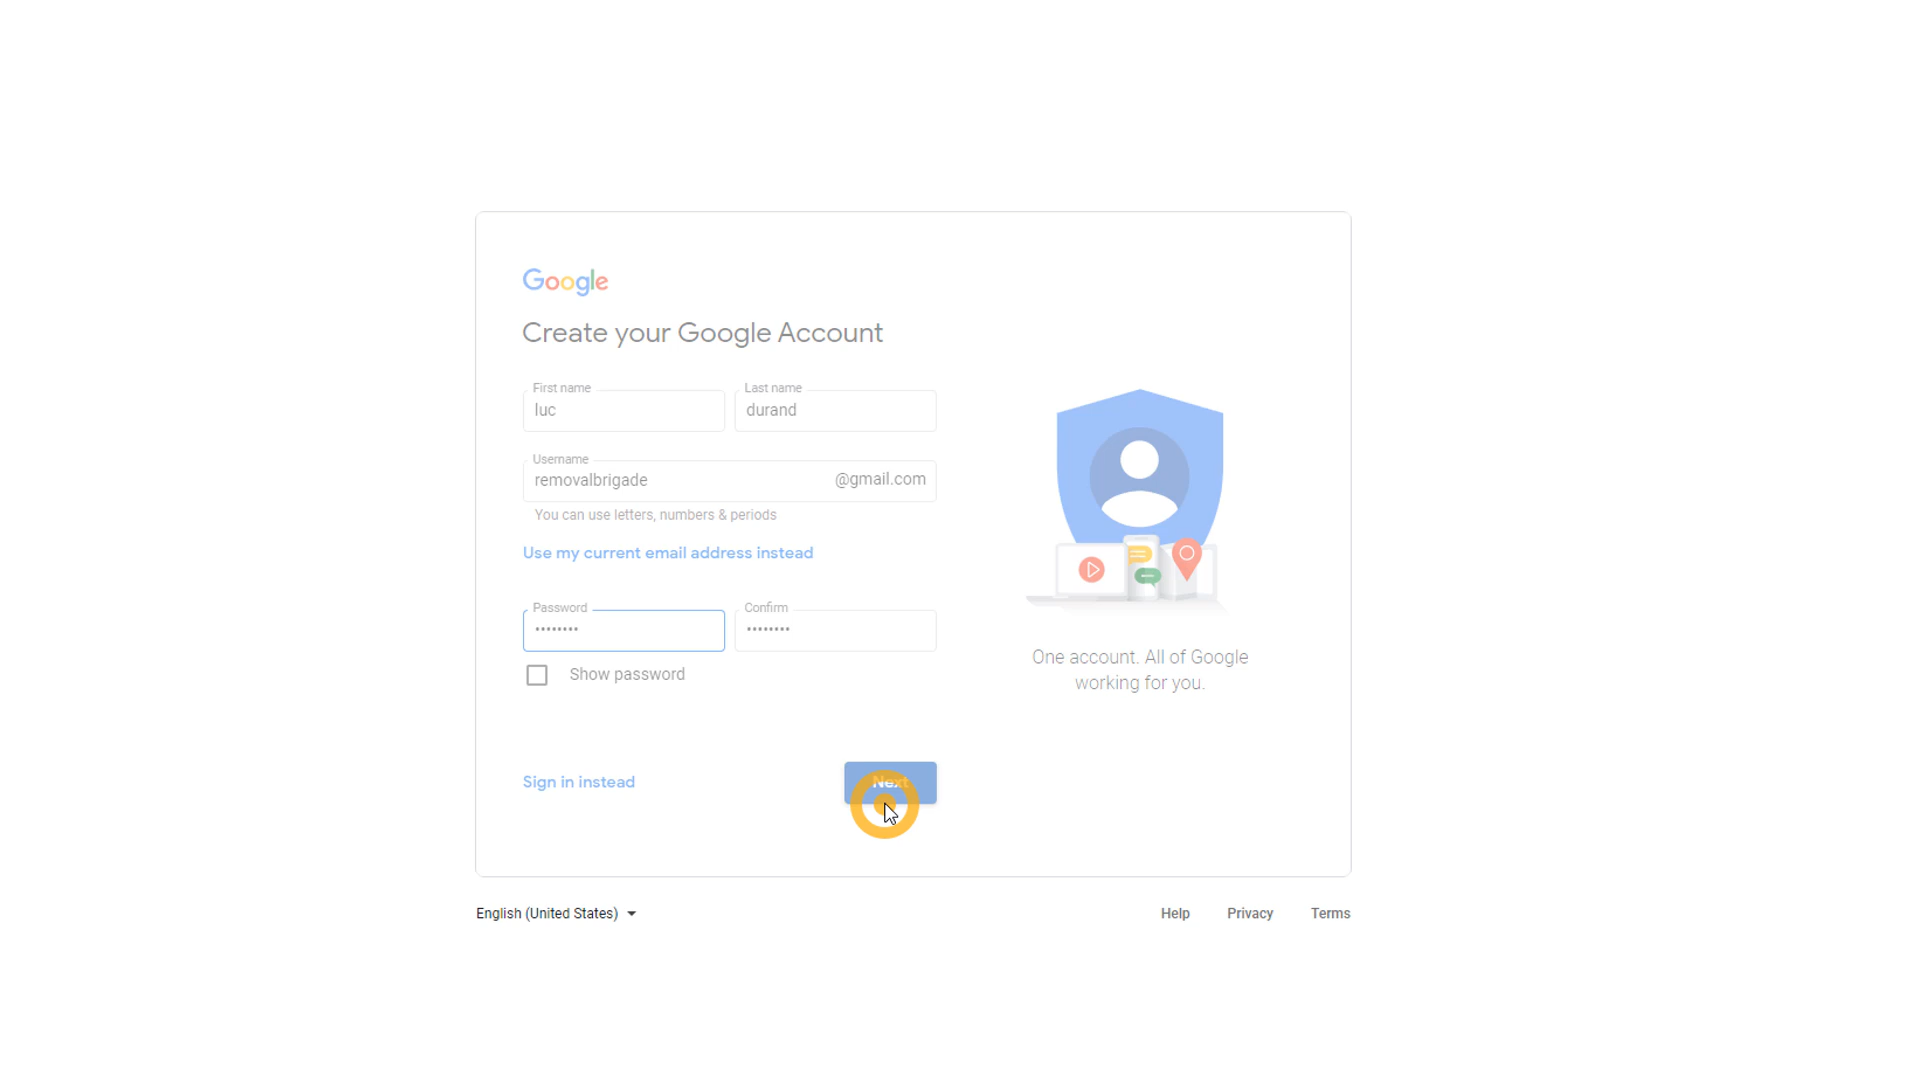 Google
Create your Google Account
First name
Last name
luc
durand
Username
removalbrigade
@gmail.com
You can use letters, numbers & periods
Use my current email address instead
Password
Confirm
••••••••
••••••••
Show password
One account. All of Google
working for you.
Sign in instead
Next
English (United States)
Help
Privacy
Terms